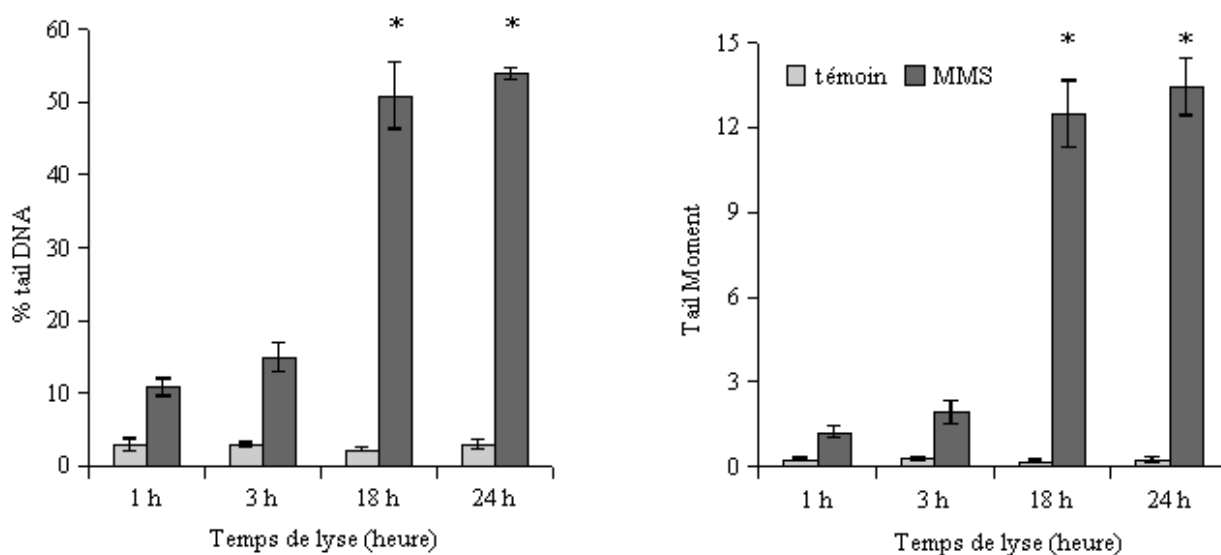 % tail DNA
60
50
40
30
20
10
0
* *
1 h 3 h 18 h 24 h
Temps de lyse (heure)
Tail Moment
15
12
9
6
3
0
témoin MMS
* *
1 h 3 h 18 h 24 h
Temps de lyse (heure)